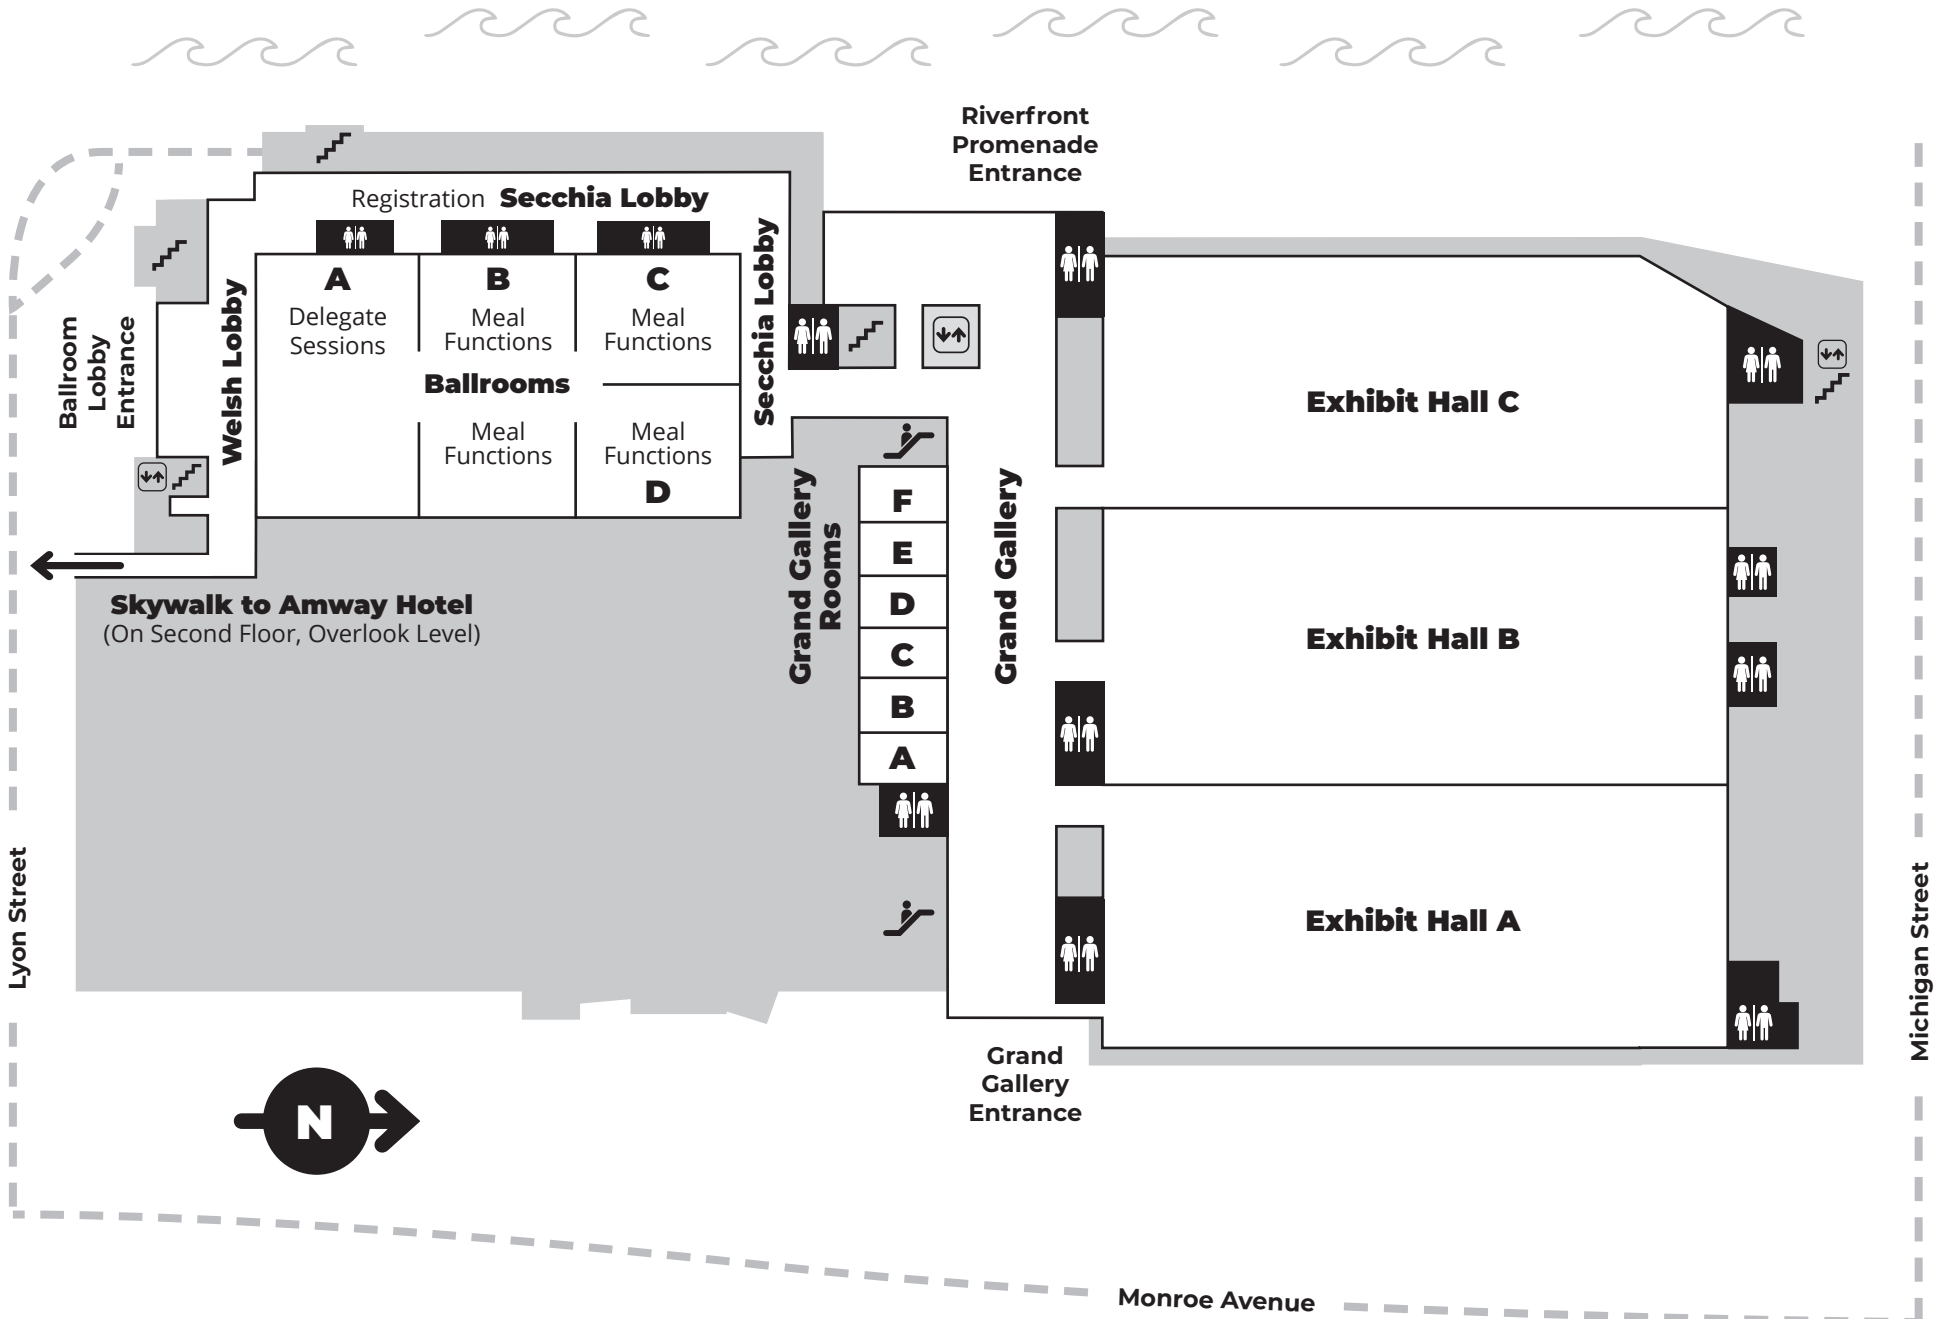 Riverfront
Promenade
Entrance
Registration Secchia Lobby
Secchia Lobby
Welsh Lobby
Ballroom
Lobby
Entrance
A
Delegate
Sessions
B
Meal
Functions
C
Meal
Functions
Ballrooms
Meal
Functions
Meal
Functions
D
Skywalk to Amway Hotel
(On Second Floor, Overlook Level)
Grand Gallery
Rooms
F
E
D
C
B
A
Grand Gallery
Exhibit Hall C
Exhibit Hall B
Exhibit Hall A
Grand
Gallery
Entrance
Lyon Street
Michigan Street
N
Monroe Avenue